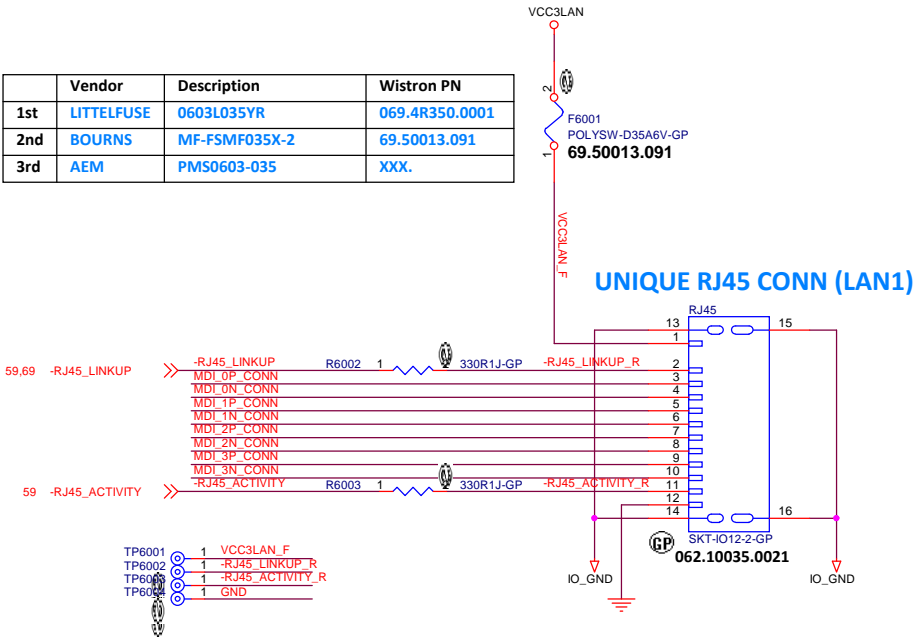 VCC3LAN
Vendor Description Wistron PN
1st LITTELFUSE 0603L035YR 069.4R350.0001
2nd BOURNS MF-FSMF035X-2 69.50013.091
3rd AEM PMS0603-035 XXX.
2
F6001
POLYSW-D35A6V-GP
1
69.50013.091
VCC3LAN_F
UNIQUE RJ45 CONN (LAN1)
RJ45
13 15
1
59,69 -RJ45_LINKUP -RJ45_LINKUP R6002 1 330R1J-GP -RJ45_LINKUP_R 2
MDI_0P_CONN 3
MDI_0N_CONN 4
MDI_1P_CONN 5
MDI_1N_CONN 6
MDI_2P_CONN 7
MDI_2N_CONN 8
MDI_3P_CONN 9
MDI_3N_CONN 10
59 -RJ45_ACTIVITY -RJ45_ACTIVITY R6003 1 330R1J-GP -RJ45_ACTIVITY_R 11
12
14 16
GP SKT-IO12-2-GP
062.10035.0021
TP6001 1 VCC3LAN_F
TP6002 1 -RJ45_LINKUP_R
1 -RJ45_ACTIVITY_R
1 GND
IO_GND IO_GND